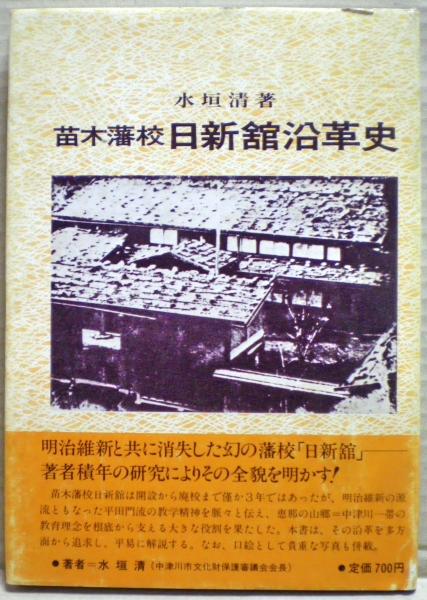 水垣清著
苗木藩校日新舘沿革史
明治維新と共に消失した幻の藩校「日新舘」―
著者積年の研究によりその全貌を明かす!
苗木藩校日新舘は開設から廃校まで僅か3年ではあったが、明治維新の源
流ともなった平田門流の教学精神を脈々と伝え、恵那の山郷=中津川一帯の
教育理念を根底から支える大きな役割を果たした。本書は、その沿革を多方
面から追求し、平易に解説する。なお、口絵として貴重な写真も併載。
●著者=水垣清(中津川市文化財保護審議会会長)
●定価700円